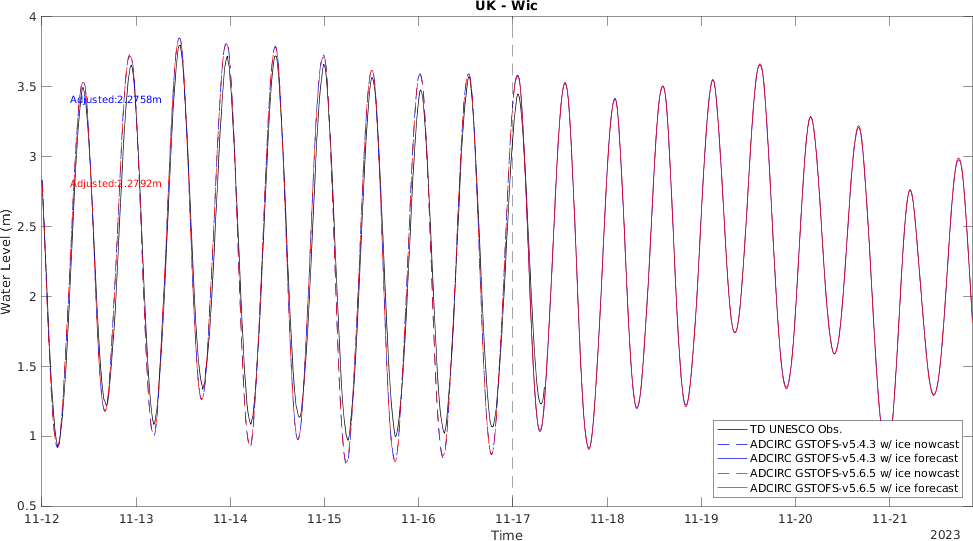 UK - Wic
4
3.5
3
2.5
2
1.5
1
0.5
Water Level (m)
Adjusted:2.2758m
Adjusted:2.2792m
TD UNESCO Obs.
ADCIRC GSTOFS-v5.4.3 w/ ice nowcast
ADCIRC GSTOFS-v5.4.3 w/ ice forecast
ADCIRC GSTOFS-v5.6.5 w/ ice nowcast
ADCIRC GSTOFS-v5.6.5 w/ ice forecast
11-12
11-13
11-14
11-15
11-16
11-17
11-18
11-19
11-20
11-21
Time
2023